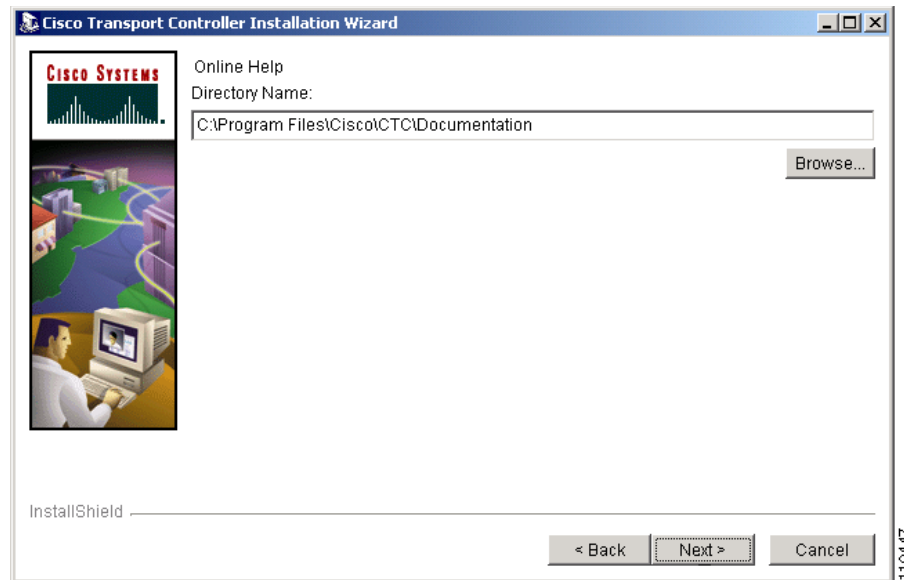 Cisco Transport Controller Installation Wizard
CISCO SYSTEMS
Online Help
Directory Name:
C:\Program Files\Cisco\CTC\Documentation
Browse...
InstallShield
< Back
Next >
Cancel